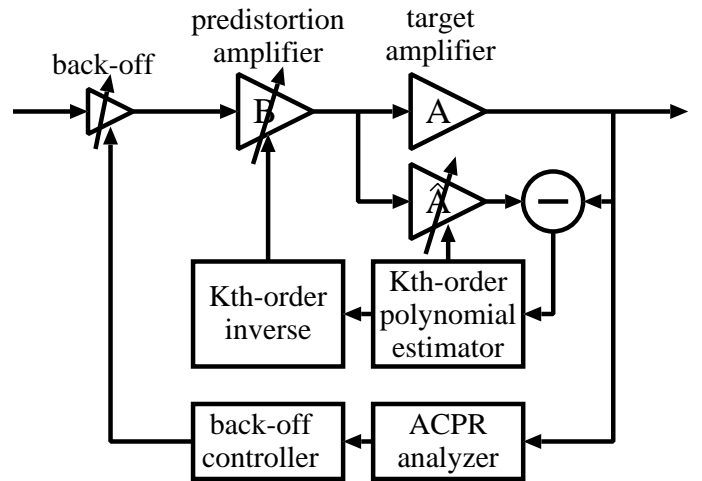 predistortion
amplifier
target
amplifier
back-off
B
A
Â
−
Kth-order
inverse
Kth-order
polynomial
estimator
back-off
controller
ACPR
analyzer